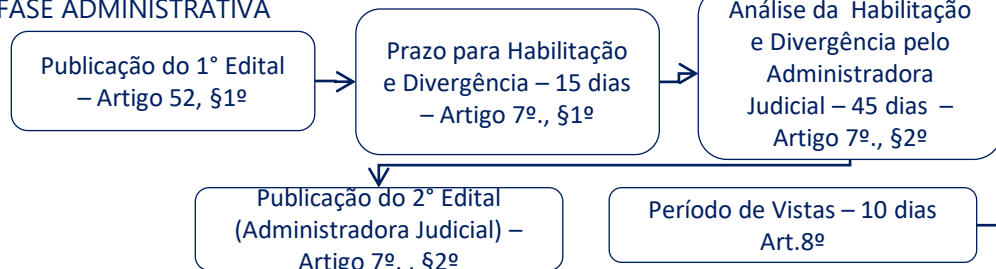 FASE ADMINISTRATIVA
Publicação do 1° Edital
– Artigo 52, §1º
Prazo para Habilitação
e Divergência – 15 dias
– Artigo 7º., §1º
Análise da Habilitação
e Divergência pelo
Administradora
Judicial – 45 dias –
Artigo 7º., §2º
Publicação do 2° Edital
(Administradora Judicial) –
Artigo 7º. , §2º
Período de Vistas – 10 dias
Art.8º